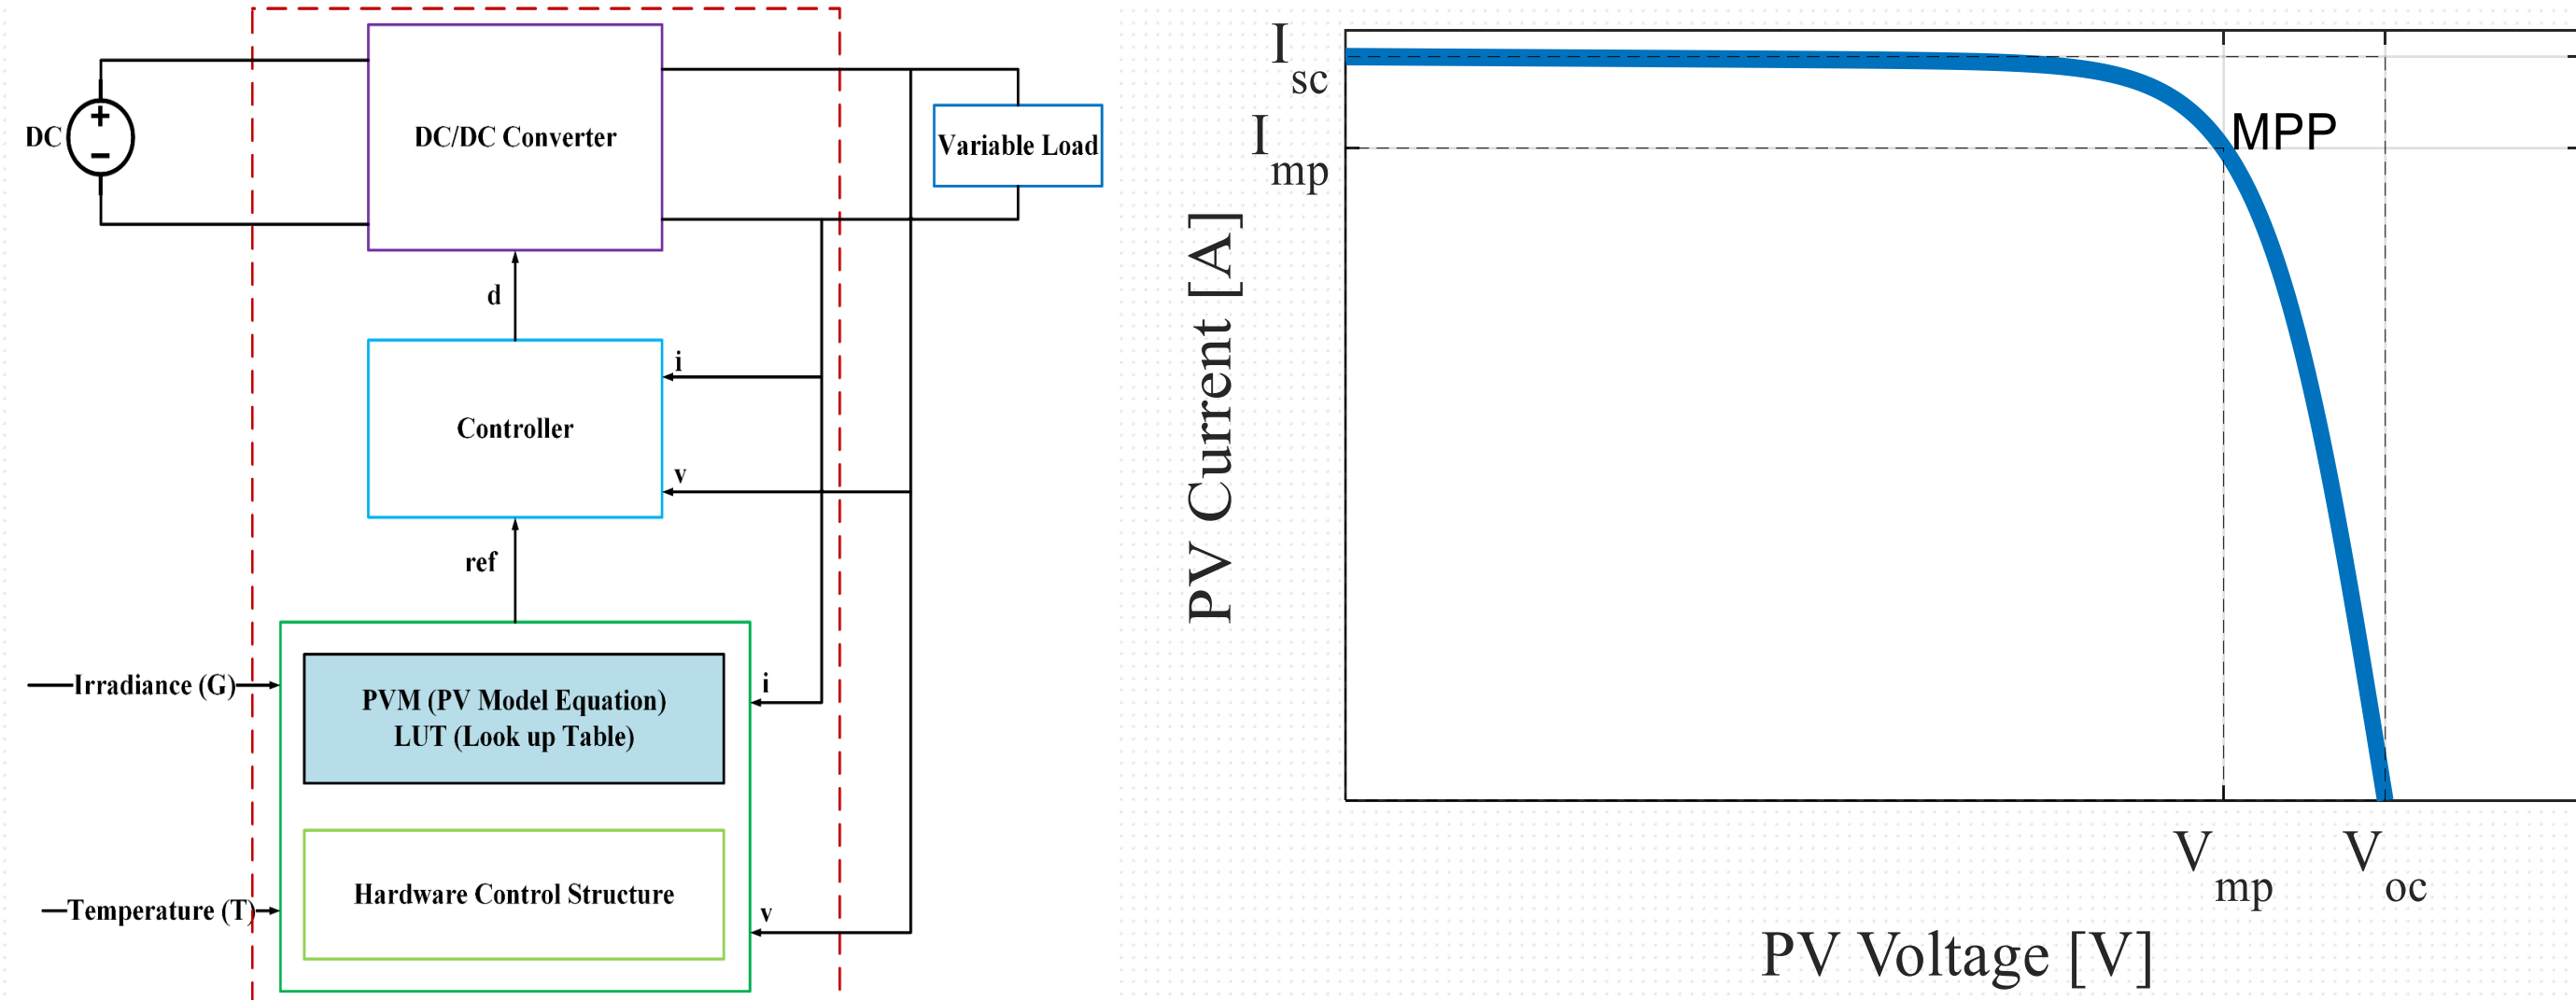 DC
+
−
DC/DC Converter
Variable Load
d
i
Controller
v
ref
Irradiance (G)
PVM (PV Model Equation)
LUT (Look up Table)
i
Hardware Control Structure
Temperature (T)
v
I sc
I mp
MPP
PV Current [A]
V mp
V oc
PV Voltage [V]